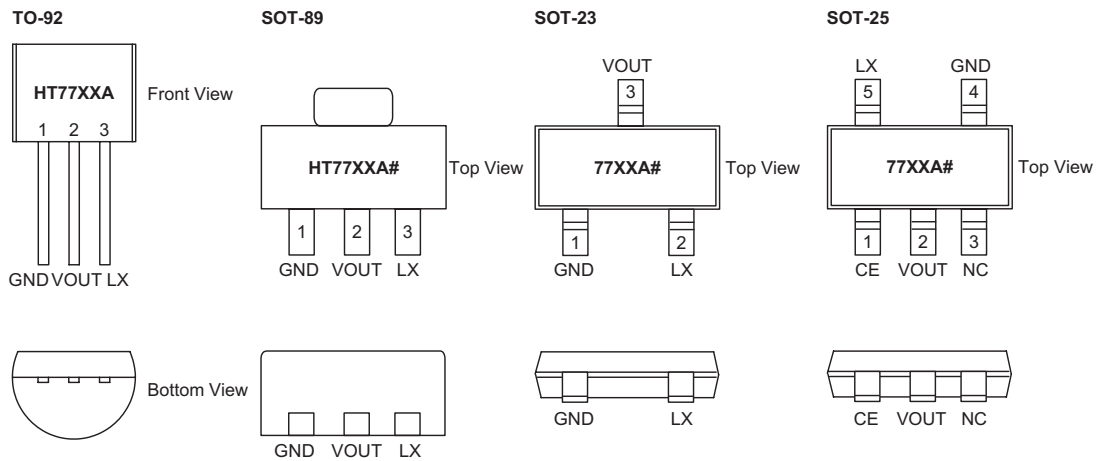 TO-92
SOT-89
SOT-23
SOT-25
HT77XXA
1 2 3
Front View
GND VOUT LX
HT77XXA#
Top View
1 2 3
GND VOUT LX
VOUT
3
77XXA#
Top View
1 2
GND LX
LX GND
5 4
77XXA#
Top View
1 2 3
CE VOUT NC
Bottom View
GND VOUT LX
GND LX
CE VOUT NC